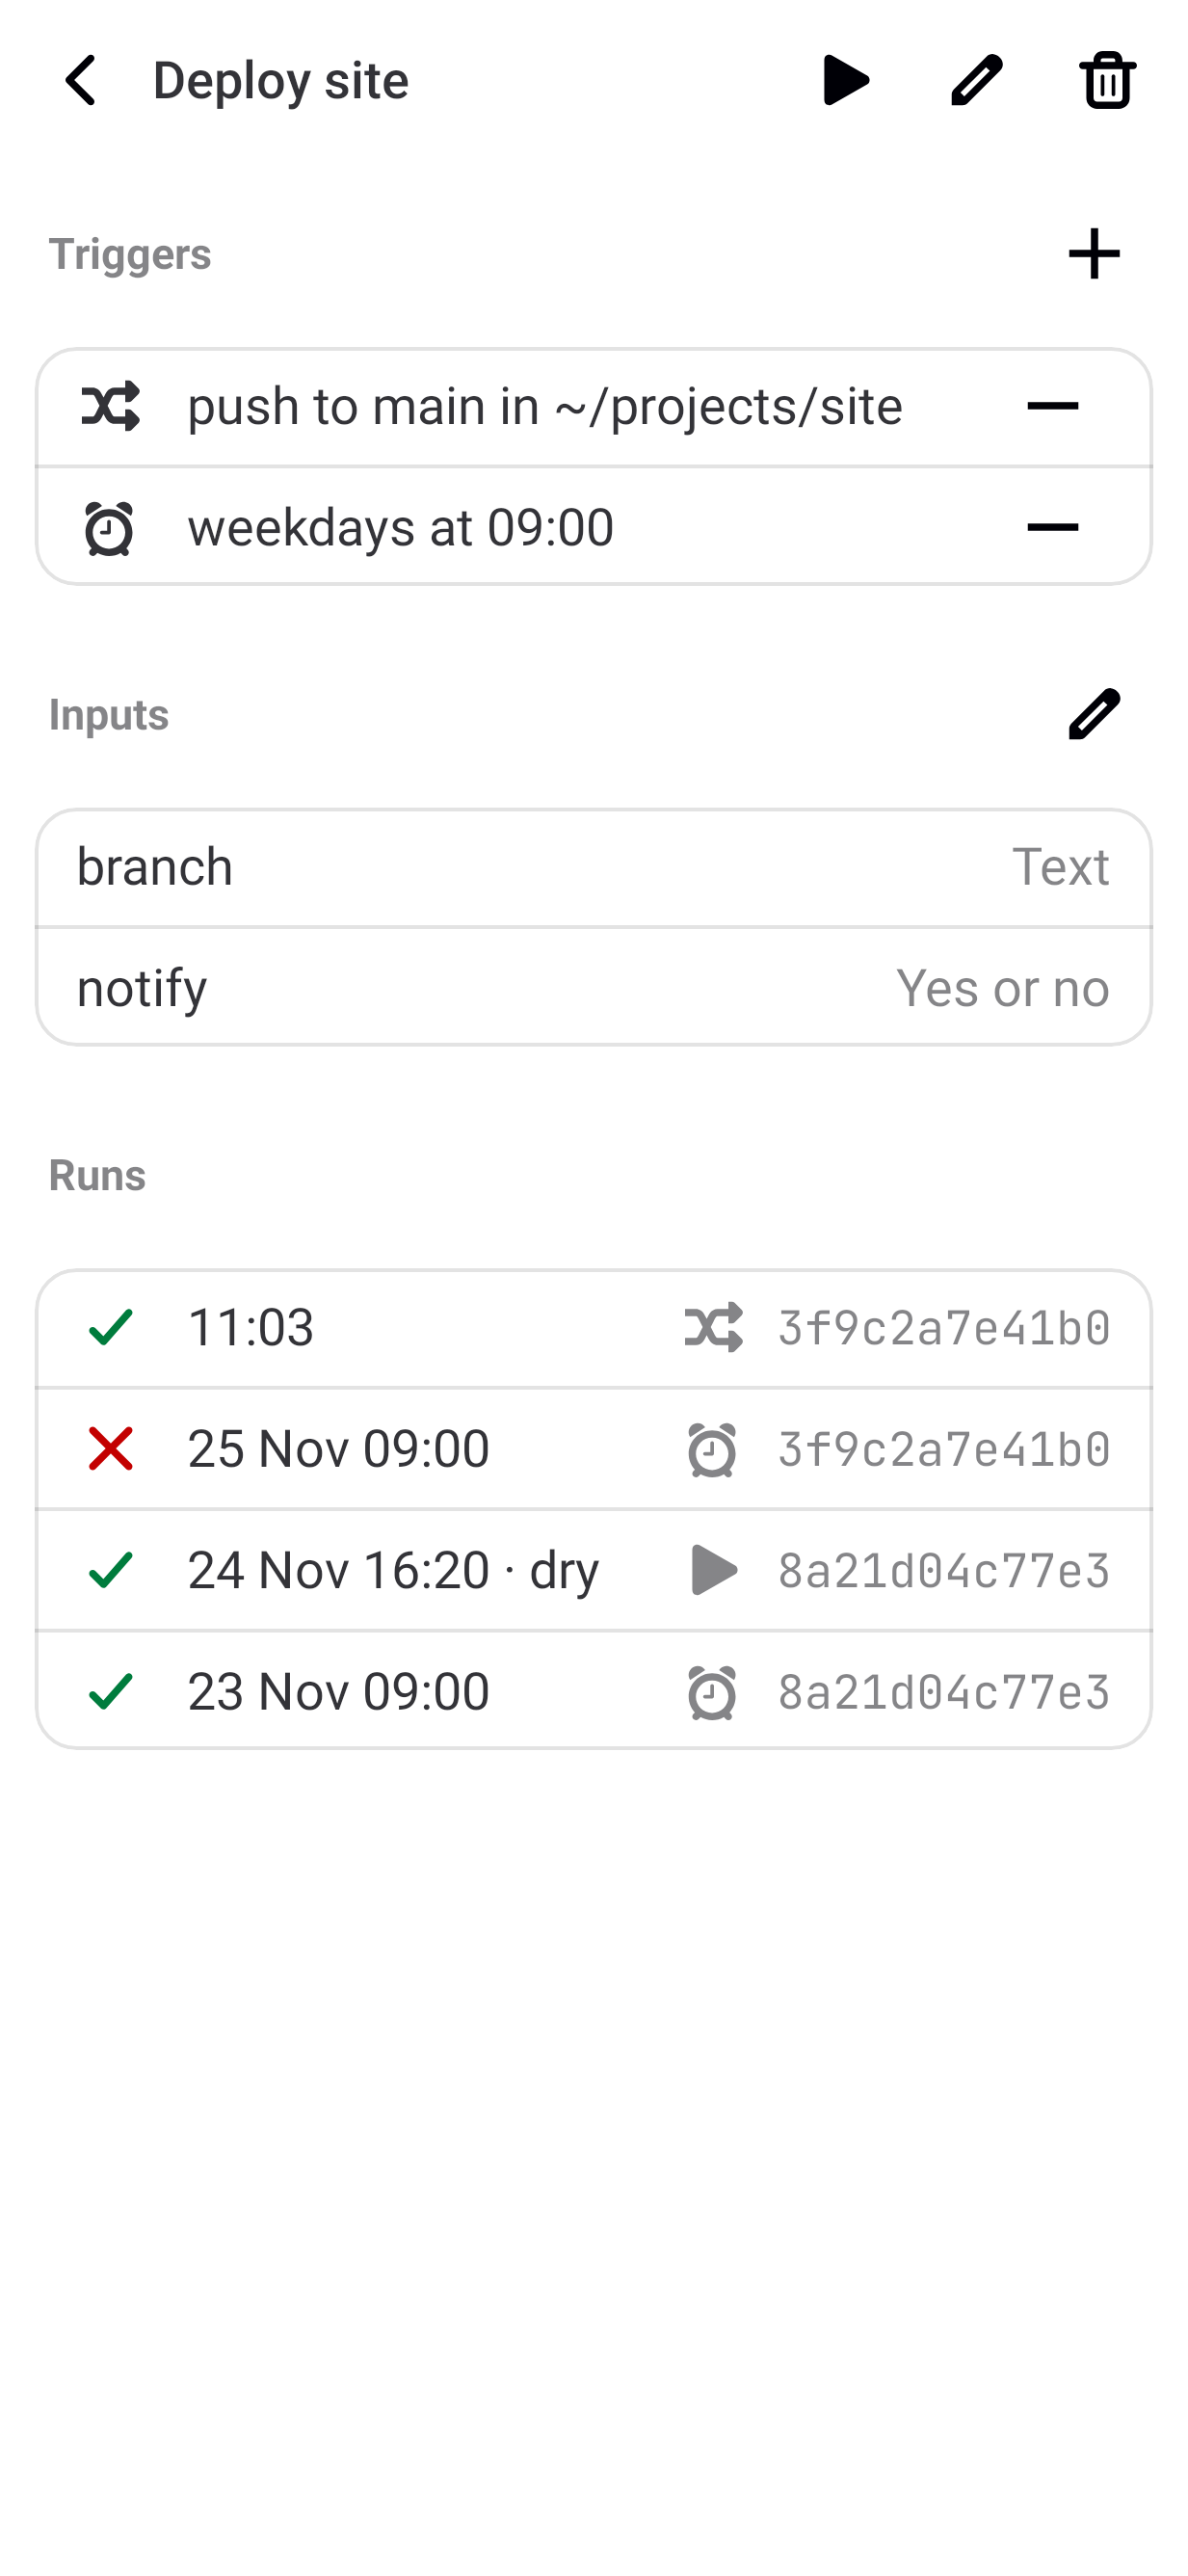 Deploy site
Triggers
push to main in ~/projects/site
weekdays at 09:00
Inputs
branch Text
notify Yes or no
Runs
11:03 3f9c2a7e41b0
25 Nov 09:00 3f9c2a7e41b0
24 Nov 16:20 · dry 8a21d04c77e3
23 Nov 09:00 8a21d04c77e3